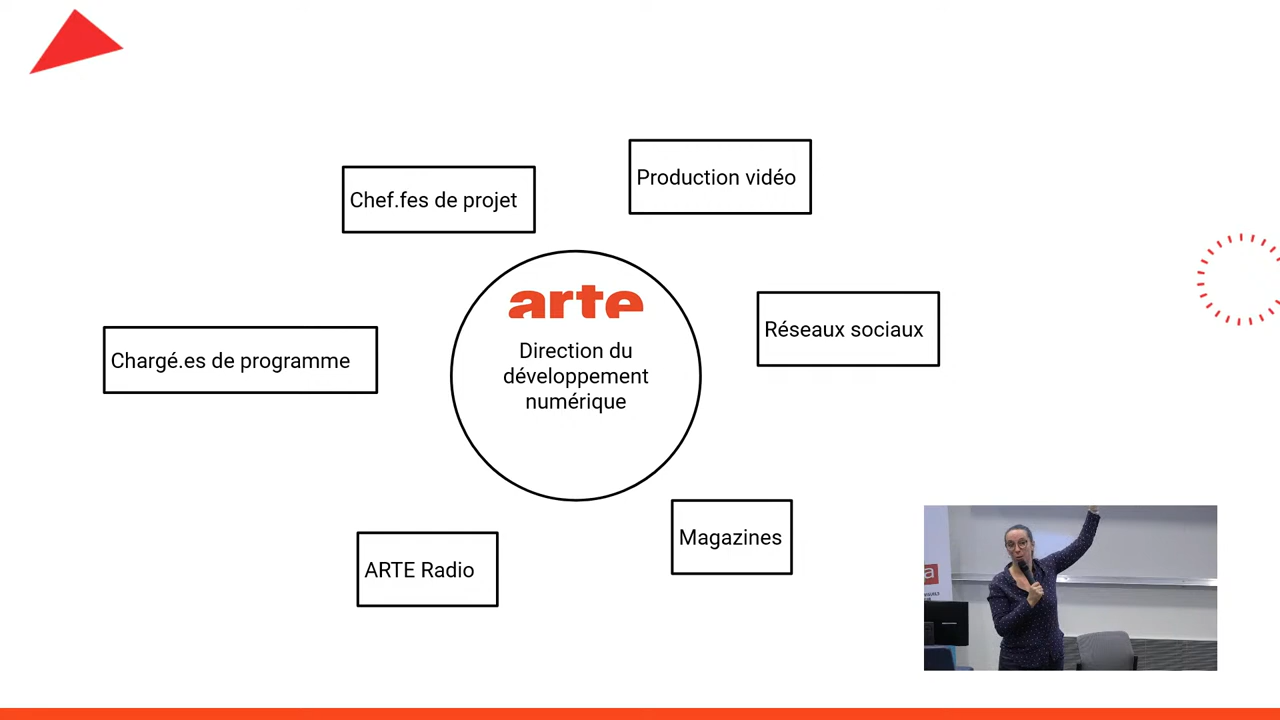 Production vidéo
Chef.fes de projet
arte
Réseaux sociaux
Direction du
développement
numérique
Chargé.es de programme
Magazines
ARTE Radio
a